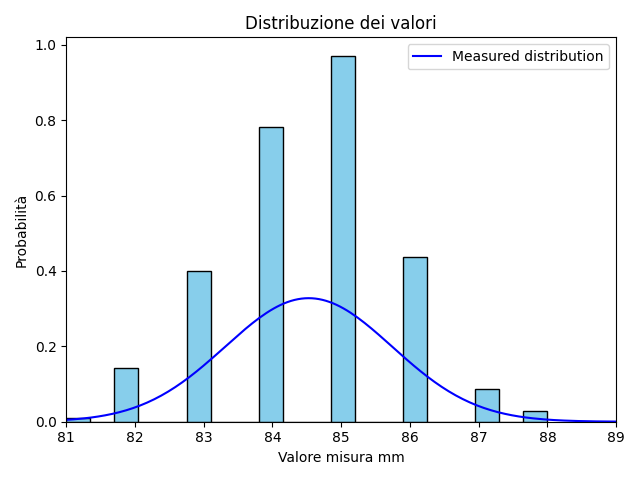 Distribuzione dei valori
Measured distribution
1.0
0.8
0.6
0.4
0.2
0.0
Probabilità
81 82 83 84 85 86 87 88 89
Valore misura mm